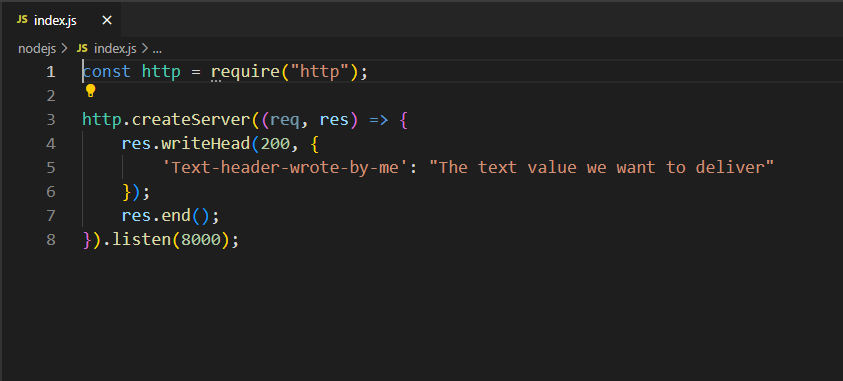 JS index.js ×
nodejs > JS index.js > ...
1 const http = require("http");
2
3 http.createServer((req, res) => {
4     res.writeHead(200, {
5         'Text-header-wrote-by-me': "The text value we want to deliver"
6     });
7     res.end();
8 }).listen(8000);